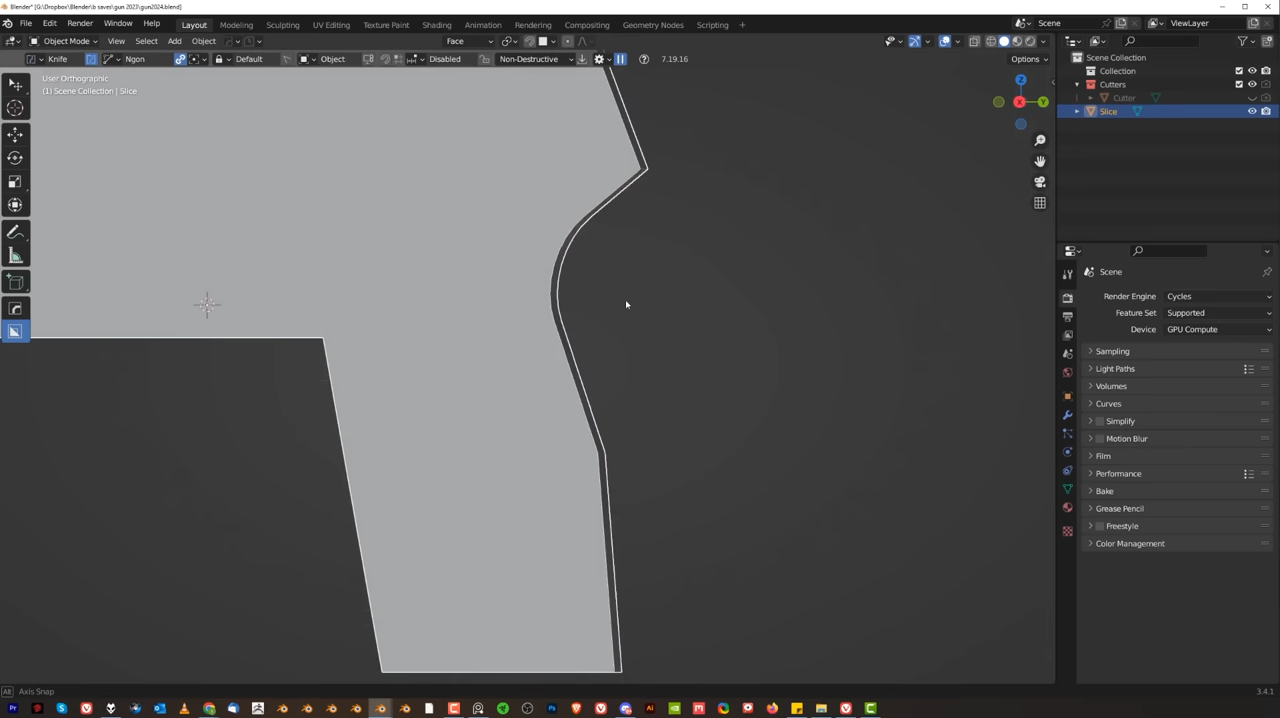 Blender* [G:\Dropbox\Blender\b saves\gun 2023\gun2024.blend]
File Edit Render Window Help Layout Modeling Sculpting UV Editing Texture Paint Shading Animation Rendering Compositing Geometry Nodes Scripting + Scene ViewLayer
Object Mode View Select Add Object Face
Knife Ngon Default Object Disabled Non-Destructive 7.19.16 Options
User Orthographic
(1) Scene Collection | Slice
Z
X
Y
Scene Collection
Collection
Cutters
Cutter
Slice
Scene
Render Engine Cycles
Feature Set Supported
Device GPU Compute
Sampling
Light Paths
Volumes
Curves
Simplify
Motion Blur
Film
Performance
Bake
Grease Pencil
Freestyle
Color Management
Alt Axis Snap 3.4.1